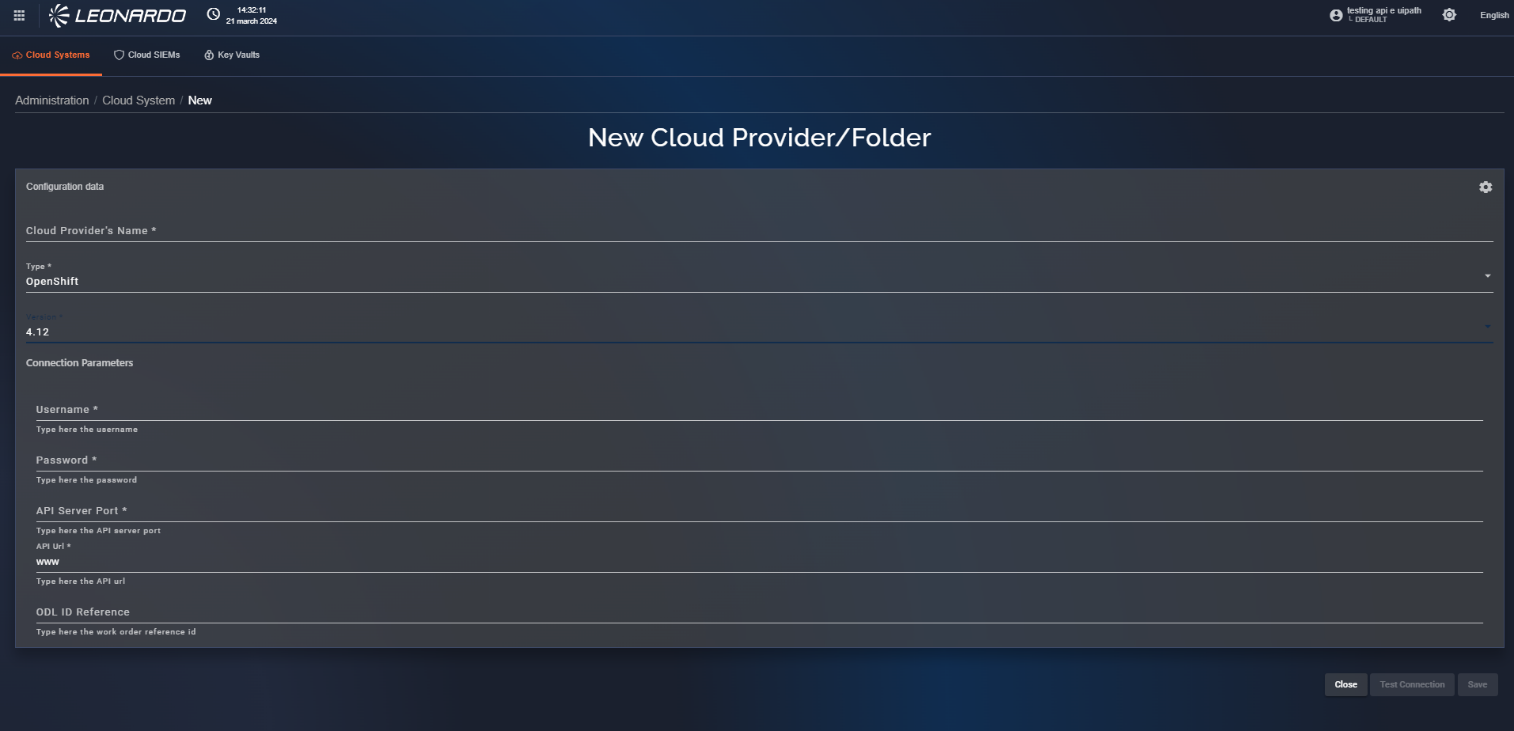 LEONARDO
14:32:11
21 march 2024
testing api e uipath
└ DEFAULT
English
Cloud Systems
Cloud SIEMs
Key Vaults
Administration / Cloud System / New
New Cloud Provider/Folder
Configuration data
Cloud Provider's Name *
Type *
OpenShift
Version *
4.12
Connection Parameters
Username *
Type here the username
Password *
Type here the password
API Server Port *
Type here the API server port
API Url *
www
Type here the API url
ODL ID Reference
Type here the work order reference id
Close
Test Connection
Save